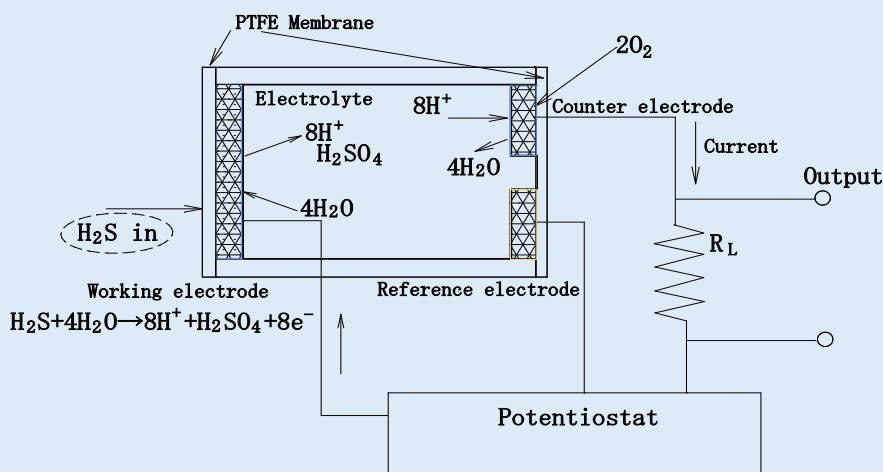 PTFE Membrane
2O₂
Electrolyte
8H⁺
Counter electrode
8H⁺
H₂SO₄
Current
4H₂O
Output
4H₂O
H₂S in
R_L
Working electrode
Reference electrode
H₂S+4H₂O→8H⁺+H₂SO₄+8e⁻
Potentiostat